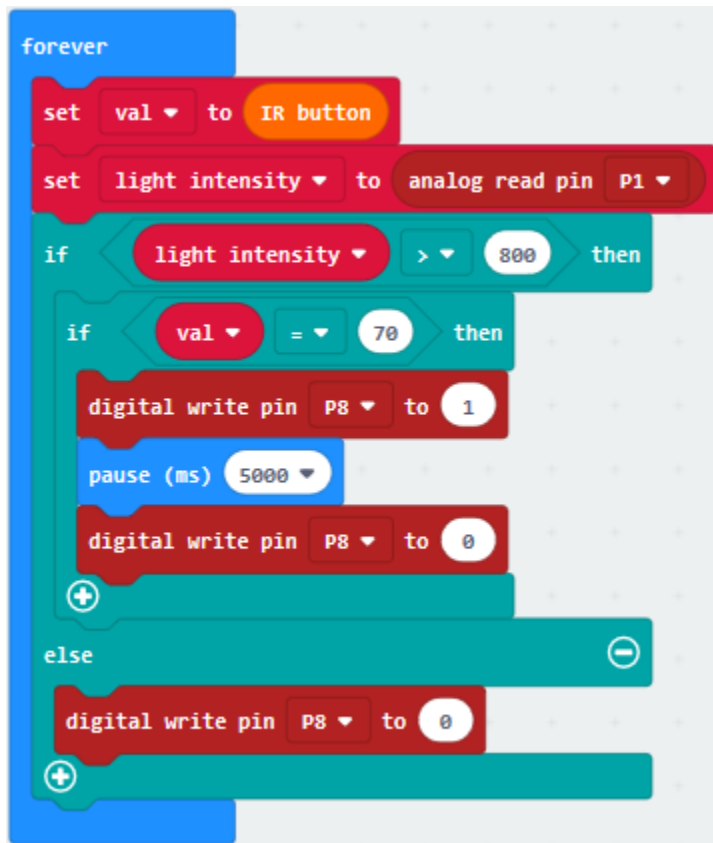 forever
set val to IR button
set light intensity to analog read pin P1
if light intensity > 800 then
if val = 70 then
digital write pin P8 to 1
pause (ms) 5000
digital write pin P8 to 0
else
digital write pin P8 to 0